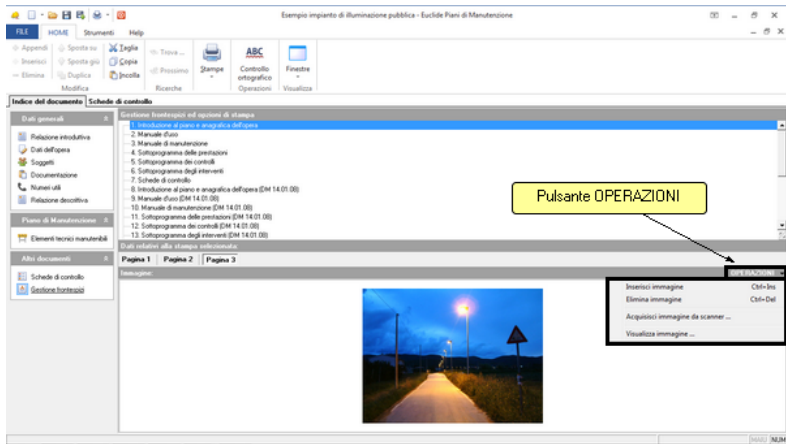 Esempio impianto di illuminazione pubblica - Euclide Piani di Manutenzione
FILE HOME Strumenti Help
Appendi Sposta su Taglia Trova ...
Inserisci Sposta giù Copia
Elimina Duplica Incolla Prossimo
Stampe
ABC
Controllo
ortografico
Finestre
Modifica Ricerche Operazioni Visualizza
Indice del documento Schede di controllo
Dati generali
Relazione introduttiva
Dati dell'opera
Soggetti
Documentazione
Numeri utili
Relazione descrittiva
Piano di Manutenzione
Elementi tecnici manutenibili
Altri documenti
Schede di controllo
Gestione frontespizi
Gestione frontespizi ed opzioni di stampa
1. Introduzione al piano e anagrafica dell'opera
2. Manuale d'uso
3. Manuale di manutenzione
4. Sottoprogramma delle prestazioni
5. Sottoprogramma dei controlli
6. Sottoprogramma degli interventi
7. Schede di controllo
8. Introduzione al piano e anagrafica dell'opera (DM 14.01.08)
9. Manuale d'uso (DM 14.01.08)
10. Manuale di manutenzione (DM 14.01.08)
11. Sottoprogramma delle prestazioni (DM 14.01.08)
12. Sottoprogramma dei controlli (DM 14.01.08)
13. Sottoprogramma degli interventi (DM 14.01.08)
Pulsante OPERAZIONI
Dati relativi alla stampa selezionata:
Pagina 1 Pagina 2 Pagina 3
Immagine: OPERAZIONI
Inserisci immagine Ctrl+Ins
Elimina immagine Ctrl+Del
Acquisisci immagine da scanner ...
Visualizza immagine ...
MAIU NUM